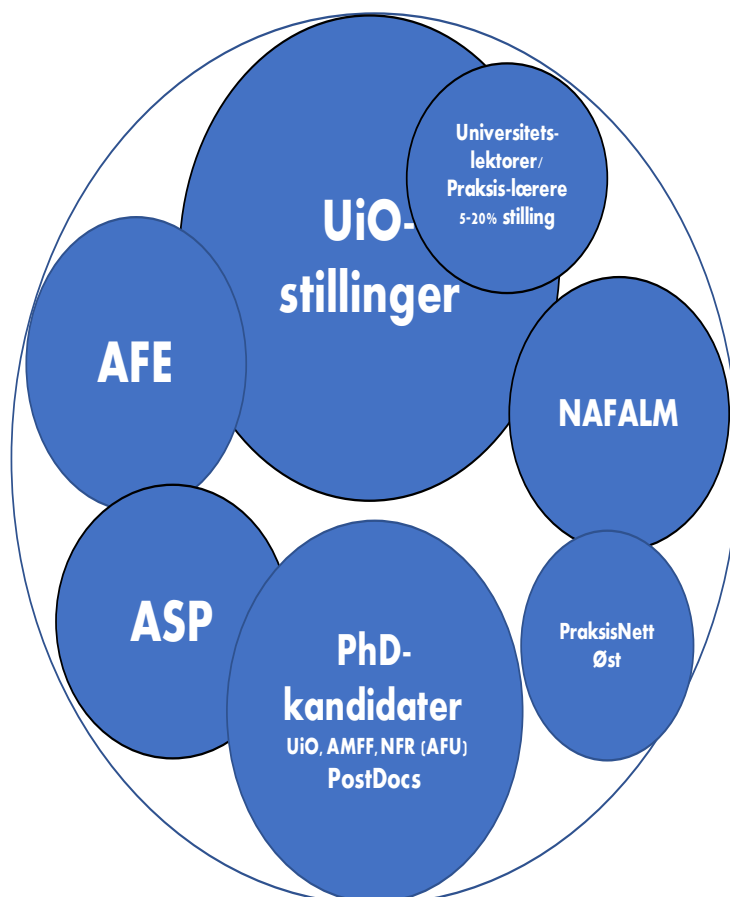 Universitets-
lektorer/
Praksis-lærere
5-20% stilling
UiO-
stillinger
AFE
NAFALM
ASP
PraksisNett
Øst
PhD-
kandidater
UiO, AMFF, NFR (AFU)
PostDocs